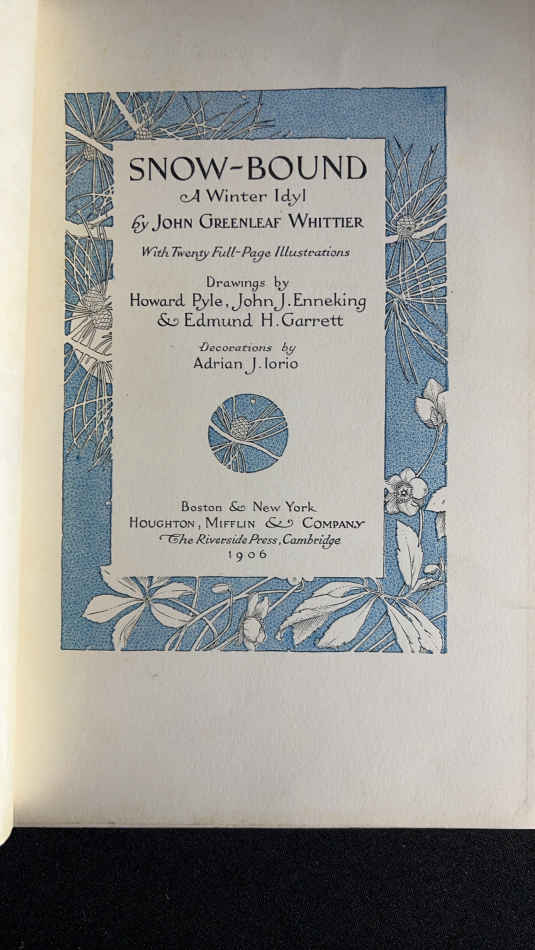 SNOW-BOUND
A Winter Idyl
by JOHN GREENLEAF WHITTIER
With Twenty Full-Page Illustrations
Drawings by
Howard Pyle, John J. Enneking
& Edmund H. Garrett
Decorations by
Adrian J. Iorio
Boston & New York
HOUGHTON, MIFFLIN & COMPANY
The Riverside Press, Cambridge
1906